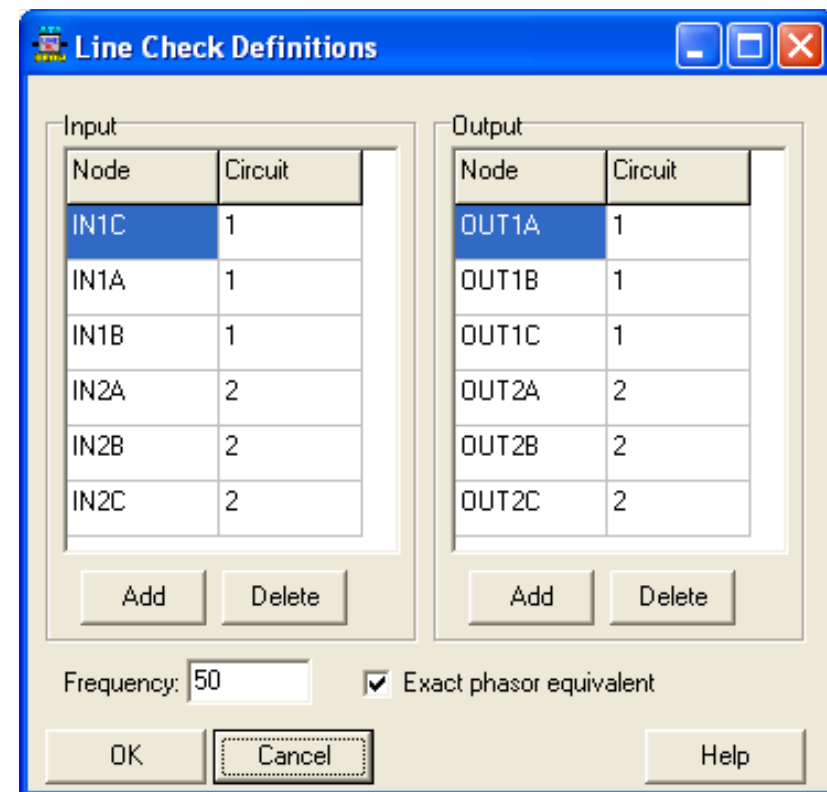 Line Check Definitions
Input
Node Circuit
IN1C 1
IN1A 1
IN1B 1
IN2A 2
IN2B 2
IN2C 2
Add Delete
Output
Node Circuit
OUT1A 1
OUT1B 1
OUT1C 1
OUT2A 2
OUT2B 2
OUT2C 2
Add Delete
Frequency: 50
Exact phasor equivalent
OK Cancel Help